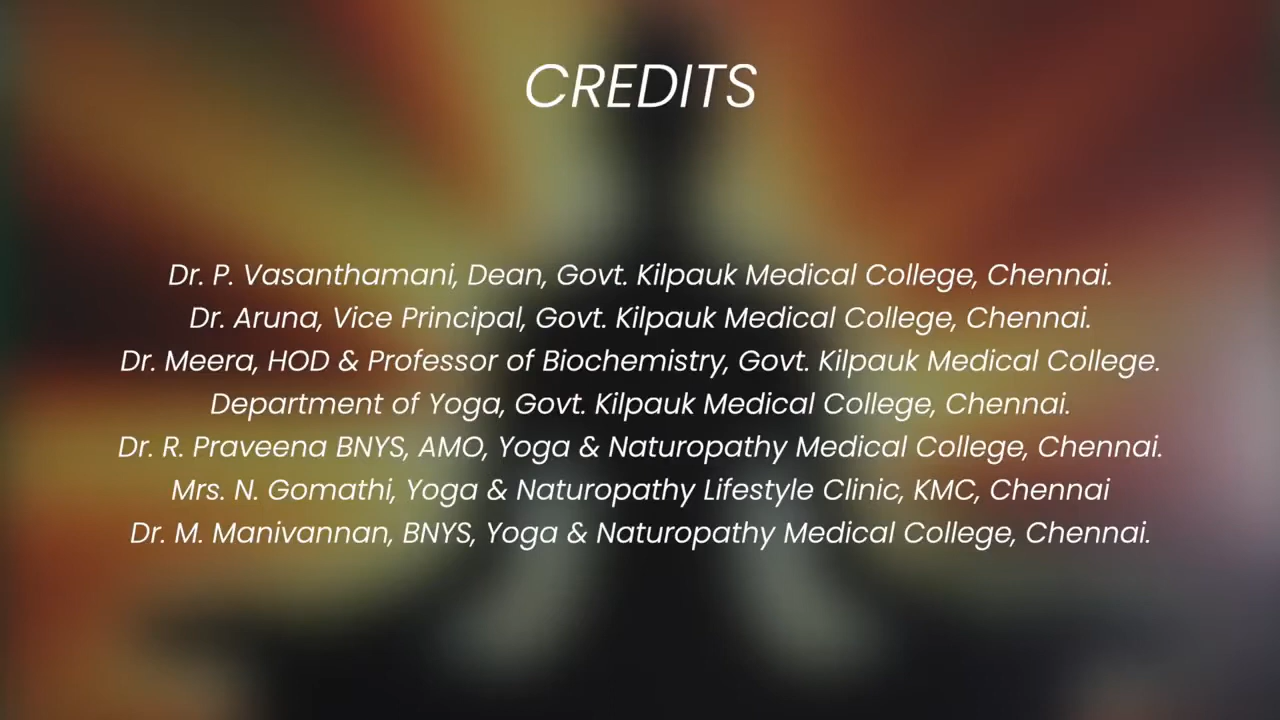 CREDITS
Dr. P. Vasanthamani, Dean, Govt. Kilpauk Medical College, Chennai.
Dr. Aruna, Vice Principal, Govt. Kilpauk Medical College, Chennai.
Dr. Meera, HOD & Professor of Biochemistry, Govt. Kilpauk Medical College.
Department of Yoga, Govt. Kilpauk Medical College, Chennai.
Dr. R. Praveena BNYS, AMO, Yoga & Naturopathy Medical College, Chennai.
Mrs. N. Gomathi, Yoga & Naturopathy Lifestyle Clinic, KMC, Chennai
Dr. M. Manivannan, BNYS, Yoga & Naturopathy Medical College, Chennai.